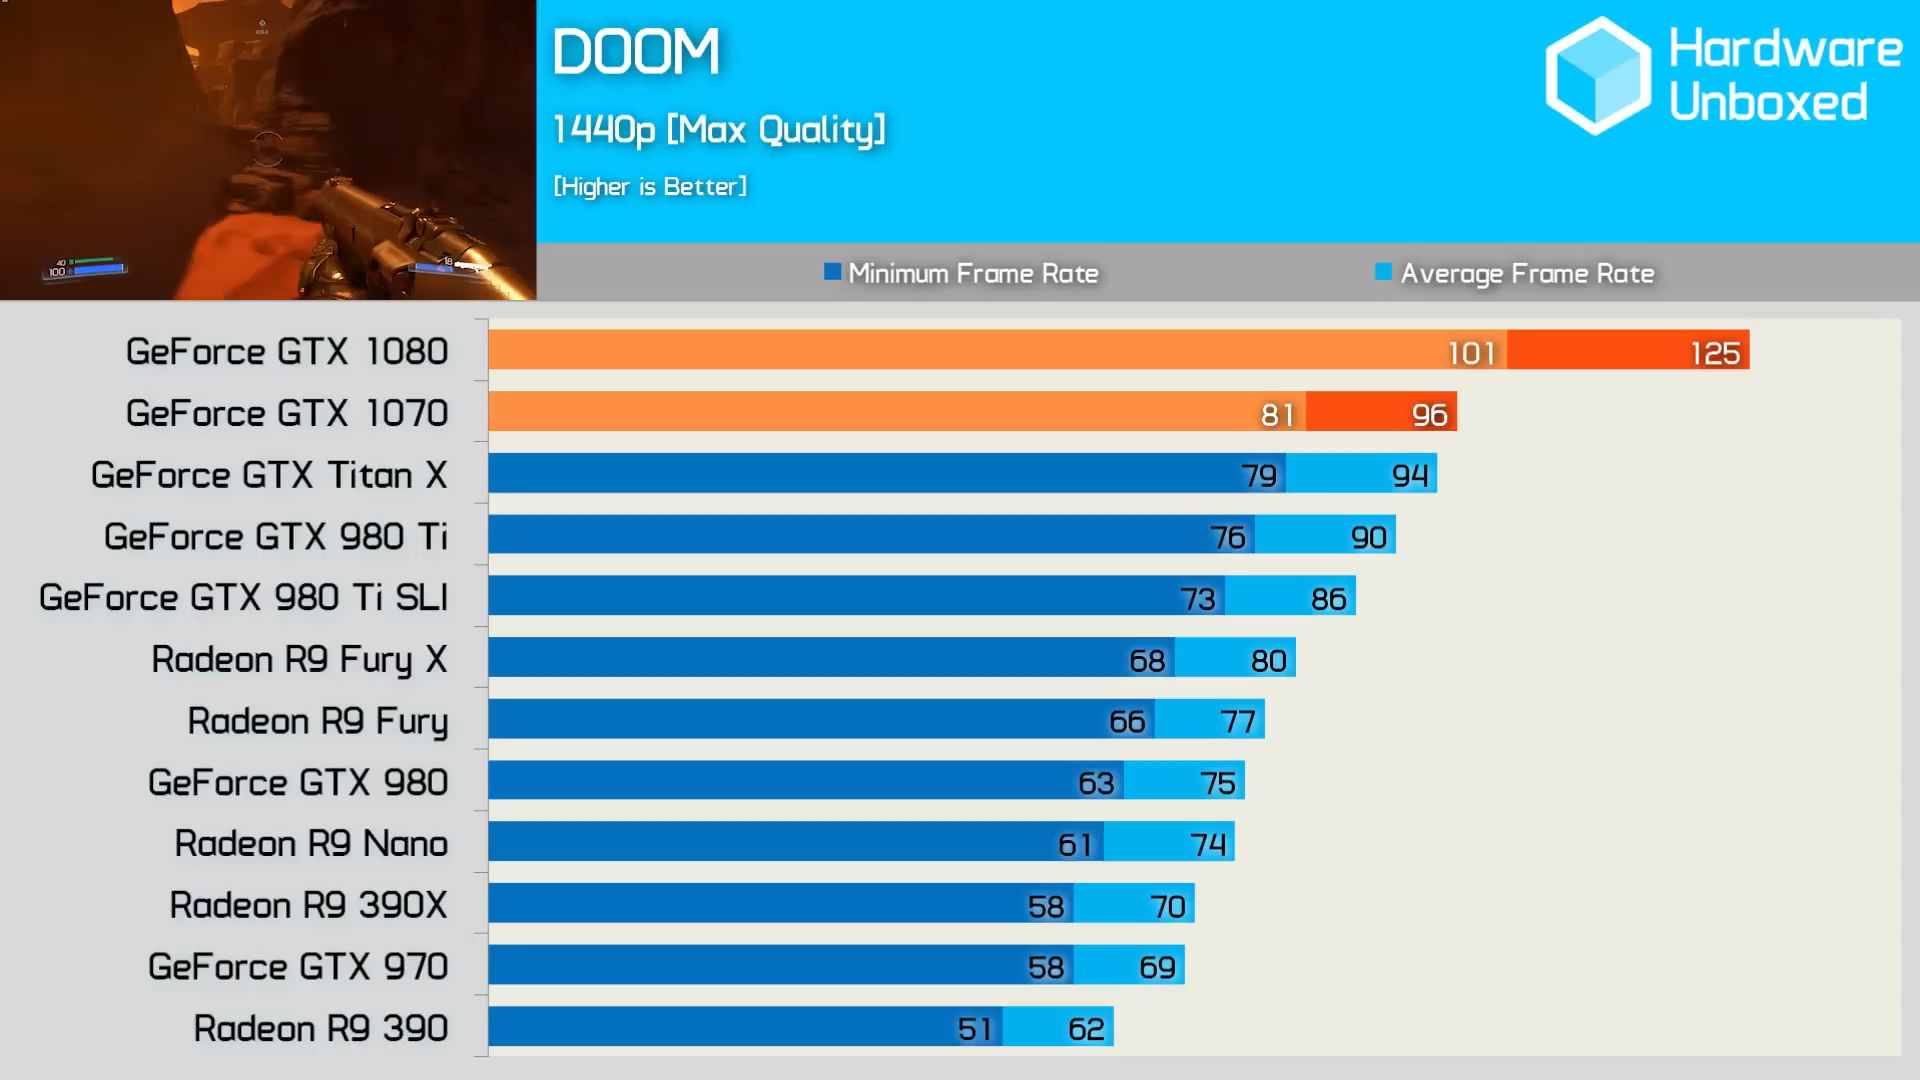 DOOM
1440p [Max Quality]
[Higher is Better]
Hardware
Unboxed
40
100
18
Minimum Frame Rate
Average Frame Rate
GeForce GTX 1080 101 125
GeForce GTX 1070 81 96
GeForce GTX Titan X 79 94
GeForce GTX 980 Ti 76 90
GeForce GTX 980 Ti SLI 73 86
Radeon R9 Fury X 68 80
Radeon R9 Fury 66 77
GeForce GTX 980 63 75
Radeon R9 Nano 61 74
Radeon R9 390X 58 70
GeForce GTX 970 58 69
Radeon R9 390 51 62